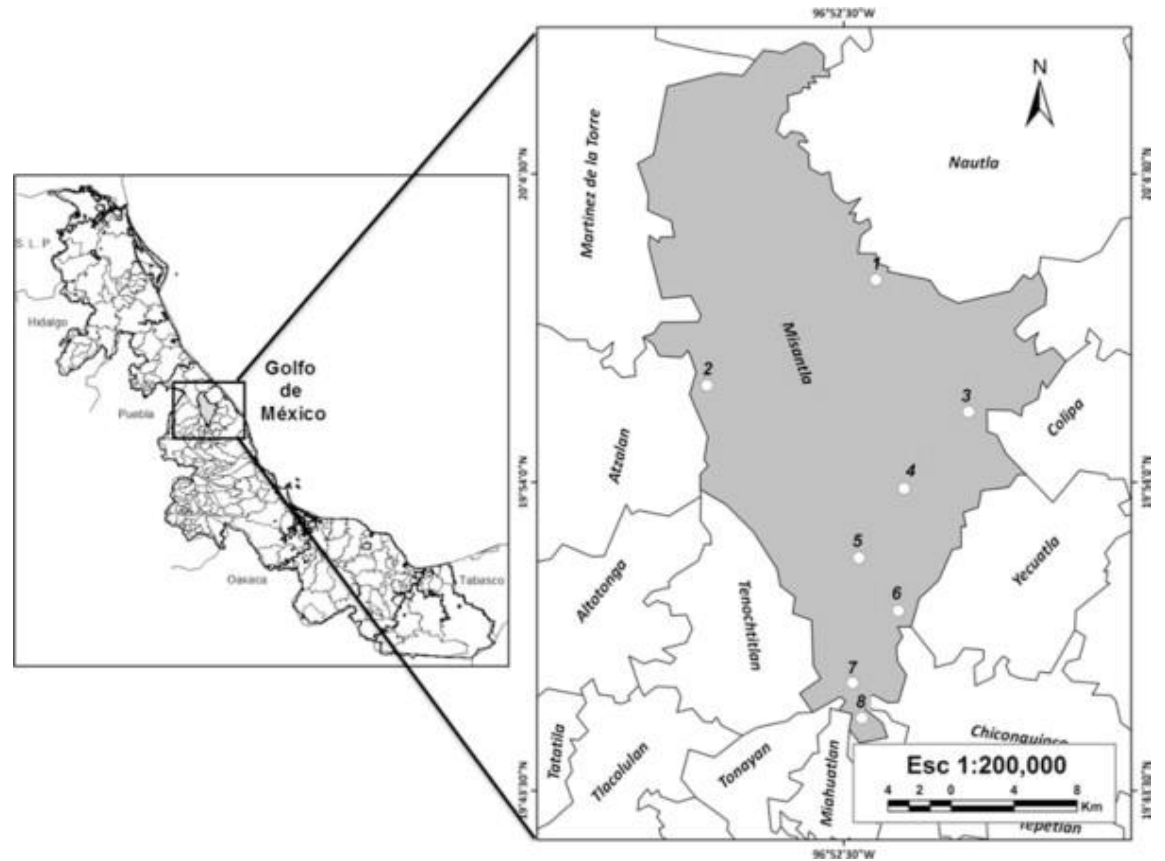 S. L. P.
Hidalgo
Puebla
Golfo
de
México
Oaxaca
Tabasco
96°52'30"W
N
20°4'30"N
20°4'30"N
Martinez de la Torre
Nautla
1
Misantla
2
3
Colipa
Atzalan
4
19°54'0"N
19°54'0"N
5
Yecuatla
Altotonga
6
Tenochtitlan
7
8
Chiconquiaco
Tatatila
Tlacolulan
Tonayan
Miahuatlan
Esc 1:200,000
4 2 0 4 8
Km
Tepetlan
19°43'30"N
19°43'30"N
96°52'30"W